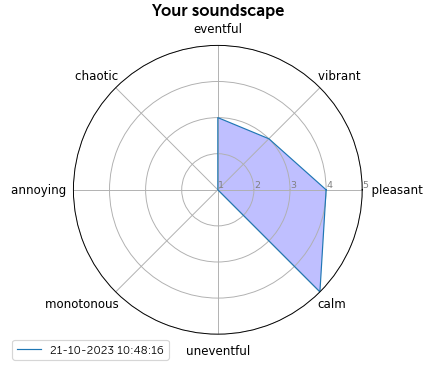 Your soundscape
eventful
chaotic
vibrant
annoying
1
2
3
4
5
pleasant
monotonous
calm
uneventful
21-10-2023 10:48:16